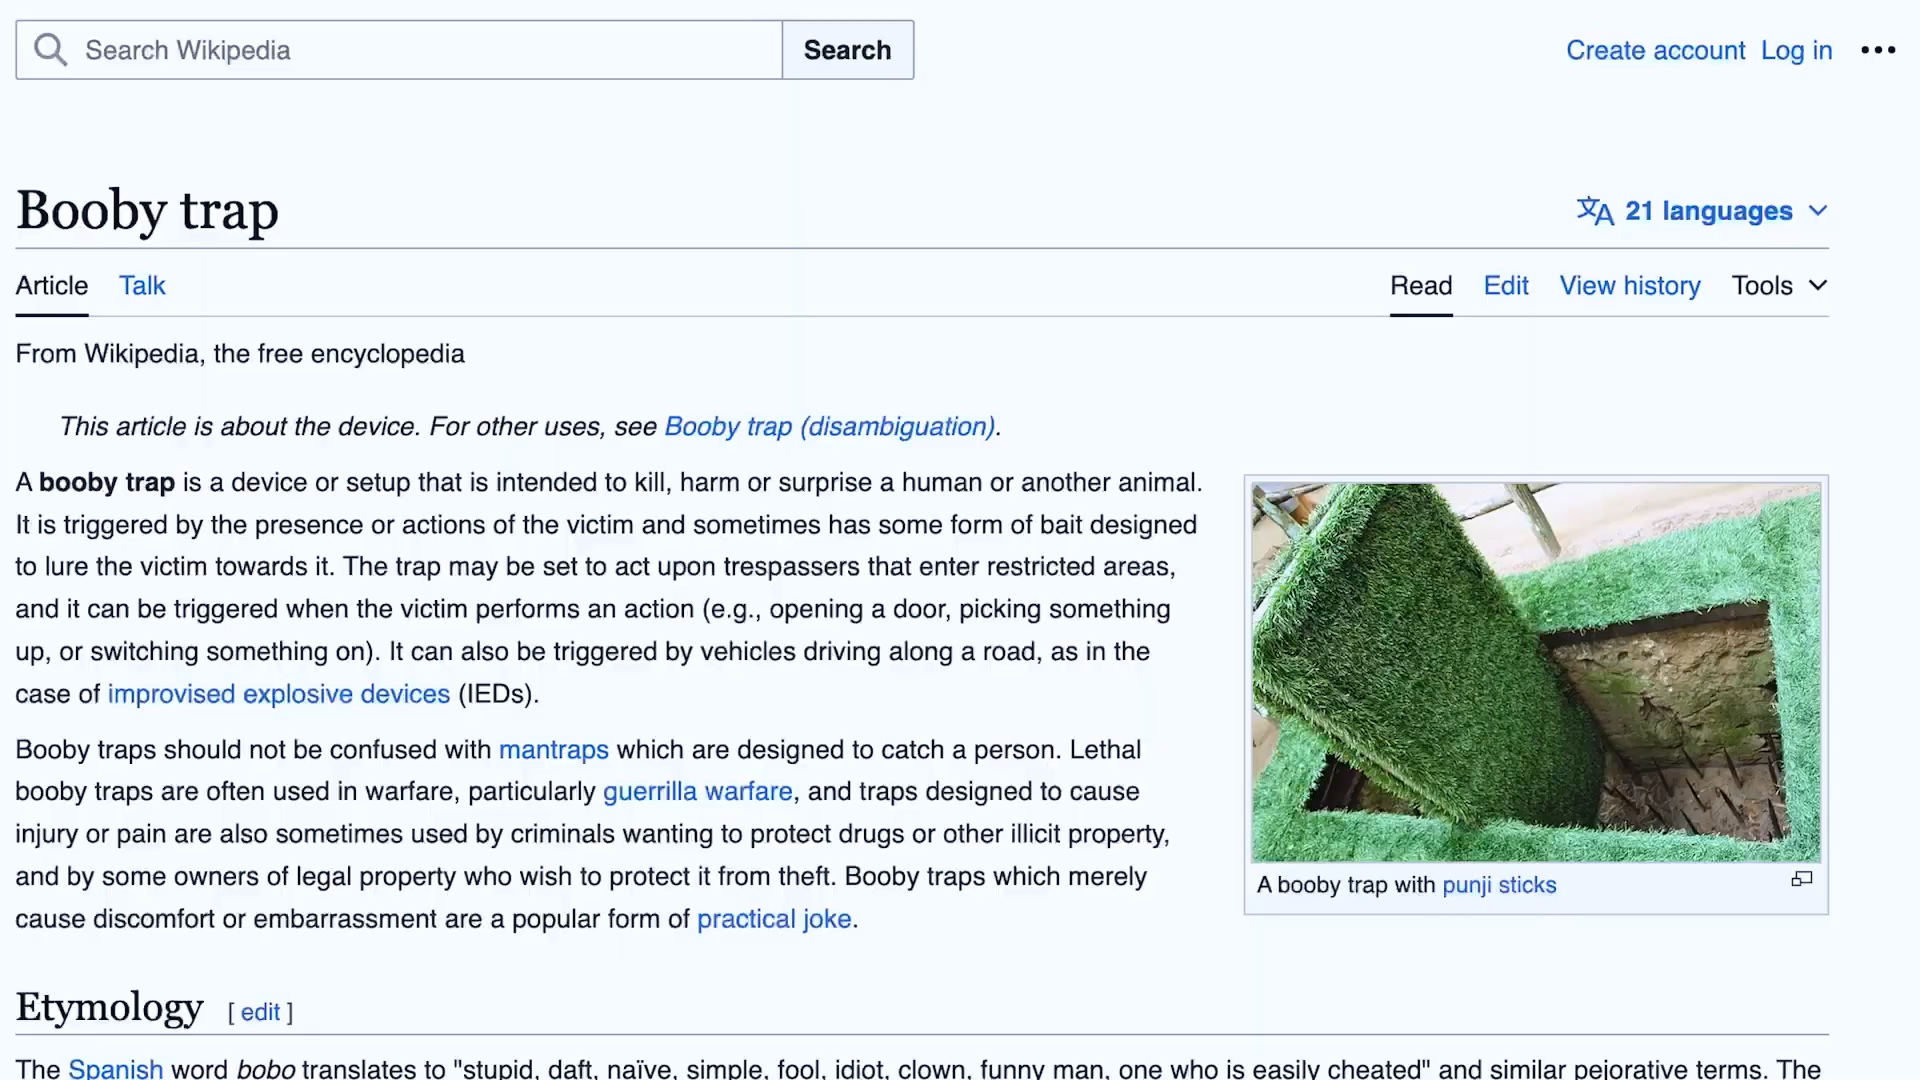 Search Wikipedia
Search
Create account Log in
Booby trap
21 languages
Article Talk
Read Edit View history Tools
From Wikipedia, the free encyclopedia
This article is about the device. For other uses, see Booby trap (disambiguation).
A booby trap is a device or setup that is intended to kill, harm or surprise a human or another animal.
It is triggered by the presence or actions of the victim and sometimes has some form of bait designed
to lure the victim towards it. The trap may be set to act upon trespassers that enter restricted areas,
and it can be triggered when the victim performs an action (e.g., opening a door, picking something
up, or switching something on). It can also be triggered by vehicles driving along a road, as in the
case of improvised explosive devices (IEDs).
Booby traps should not be confused with mantraps which are designed to catch a person. Lethal
booby traps are often used in warfare, particularly guerrilla warfare, and traps designed to cause
injury or pain are also sometimes used by criminals wanting to protect drugs or other illicit property,
and by some owners of legal property who wish to protect it from theft. Booby traps which merely
cause discomfort or embarrassment are a popular form of practical joke.
A booby trap with punji sticks
Etymology [ edit ]
The Spanish word bobo translates to "stupid, daft, naïve, simple, fool, idiot, clown, funny man, one who is easily cheated" and similar pejorative terms. The